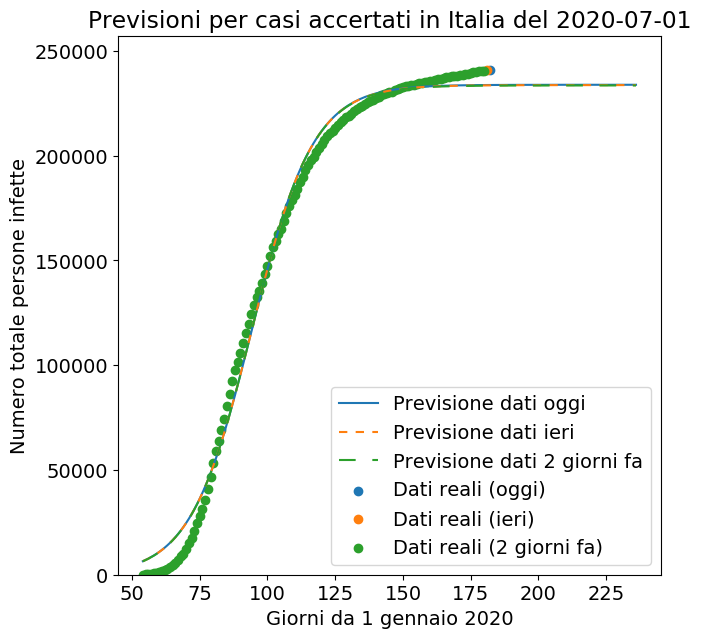 Previsioni per casi accertati in Italia del 2020-07-01
250000
200000
150000
100000
50000
0
Numero totale persone infette
50 75 100 125 150 175 200 225
Giorni da 1 gennaio 2020
Previsione dati oggi
Previsione dati ieri
Previsione dati 2 giorni fa
Dati reali (oggi)
Dati reali (ieri)
Dati reali (2 giorni fa)